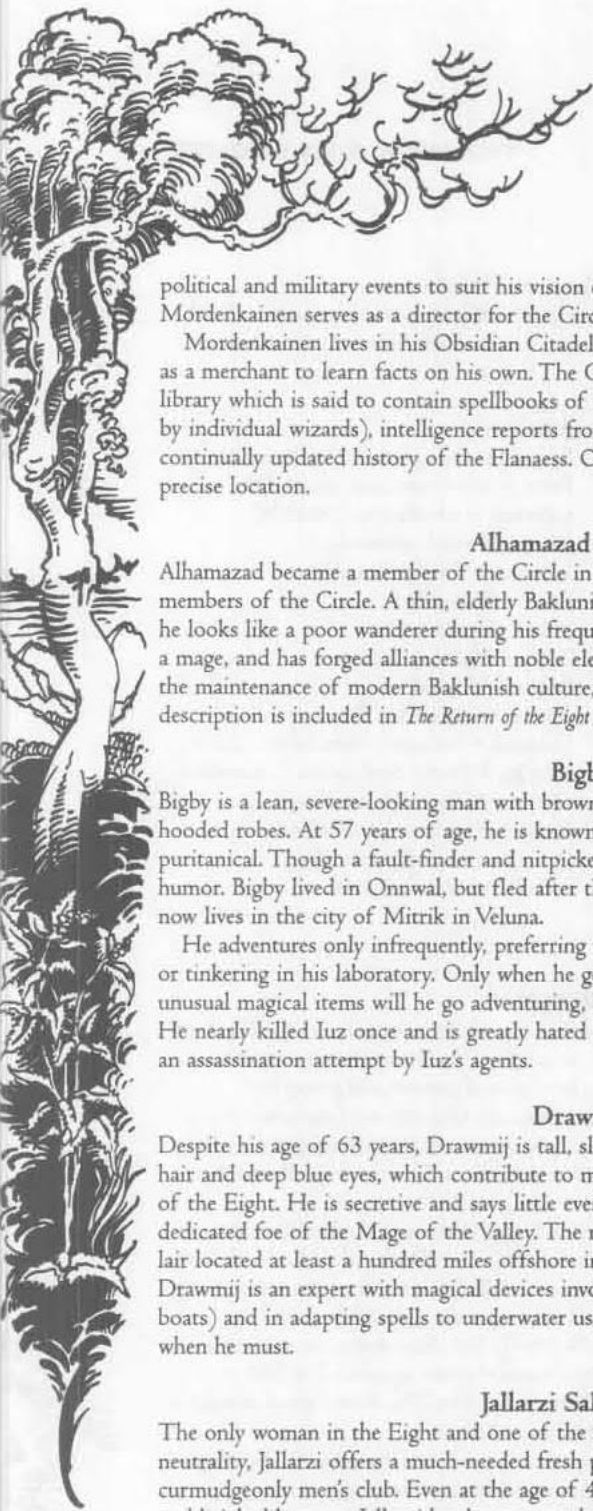 political and military events to suit his vision
Mordenkainen serves as a director for the Circ
Mordenkainen lives in his Obsidian Citadel
as a merchant to learn facts on his own. The
library which is said to contain spellbooks of
by individual wizards), intelligence reports fro
continually updated history of the Flanaess.
precise location.
Alhamazad
Alhamazad became a member of the Circle in
members of the Circle. A thin, elderly Bakluni
he looks like a poor wanderer during his frequ
a mage, and has forged alliances with noble ele
the maintenance of modern Baklunish culture,
description is included in The Return of the Eight
Bigb
Bigby is a lean, severe-looking man with brown
hooded robes. At 57 years of age, he is known
puritanical. Though a fault-finder and nitpicke
humor. Bigby lived in Onnwal, but fled after th
now lives in the city of Mitrik in Veluna.
He adventures only infrequently, preferring
or tinkering in his laboratory. Only when he g
unusual magical items will he go adventuring,
He nearly killed Iuz once and is greatly hated
an assassination attempt by Iuz's agents.
Draw
Despite his age of 63 years, Drawmij is tall, sl
hair and deep blue eyes, which contribute to m
of the Eight. He is secretive and says little eve
dedicated foe of the Mage of the Valley. The
lair located at least a hundred miles offshore in
Drawmij is an expert with magical devices invo
boats) and in adapting spells to underwater us
when he must.
Jallarzi Sal
The only woman in the Eight and one of the
neutrality, Jallarzi offers a much-needed fresh
curmudgeonly men's club. Even at the age of 4